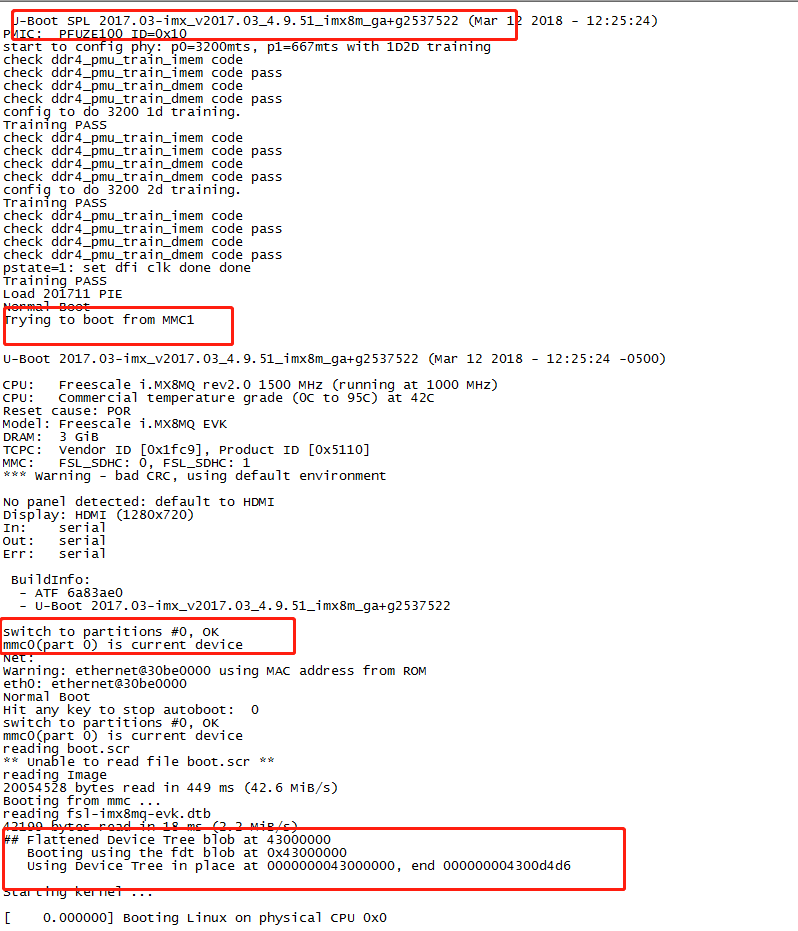 U-Boot SPL 2017.03-imx_v2017.03_4.9.51_imx8m_ga+g2537522 (Mar 12 2018 - 12:25:24)
PMIC:  PFUZE100 ID=0x10
start to config phy: p0=3200mts, p1=667mts with 1D2D training
check ddr4_pmu_train_imem code
check ddr4_pmu_train_imem code pass
check ddr4_pmu_train_dmem code
check ddr4_pmu_train_dmem code pass
config to do 3200 1d training.
Training PASS
check ddr4_pmu_train_imem code
check ddr4_pmu_train_imem code pass
check ddr4_pmu_train_dmem code
check ddr4_pmu_train_dmem code pass
config to do 3200 2d training.
Training PASS
check ddr4_pmu_train_imem code
check ddr4_pmu_train_imem code pass
check ddr4_pmu_train_dmem code
check ddr4_pmu_train_dmem code pass
pstate=1: set dfi clk done done
Training PASS
Load 201711 PIE
Normal Boot
Trying to boot from MMC1
U-Boot 2017.03-imx_v2017.03_4.9.51_imx8m_ga+g2537522 (Mar 12 2018 - 12:25:24 -0500)
CPU:   Freescale i.MX8MQ rev2.0 1500 MHz (running at 1000 MHz)
CPU:   Commercial temperature grade (0C to 95C) at 42C
Reset cause: POR
Model: Freescale i.MX8MQ EVK
DRAM:  3 GiB
TCPC:  Vendor ID [0x1fc9], Product ID [0x5110]
MMC:   FSL_SDHC: 0, FSL_SDHC: 1
*** Warning - bad CRC, using default environment
No panel detected: default to HDMI
Display: HDMI (1280x720)
In:    serial
Out:   serial
Err:   serial
BuildInfo:
- ATF 6a83ae0
- U-Boot 2017.03-imx_v2017.03_4.9.51_imx8m_ga+g2537522
switch to partitions #0, OK
mmc0(part 0) is current device
Net:
Warning: ethernet@30be0000 using MAC address from ROM
eth0: ethernet@30be0000
Normal Boot
Hit any key to stop autoboot:  0
switch to partitions #0, OK
mmc0(part 0) is current device
reading boot.scr
** Unable to read file boot.scr **
reading Image
20054528 bytes read in 449 ms (42.6 MiB/s)
Booting from mmc ...
reading fsl-imx8mq-evk.dtb
42199 bytes read in 18 ms (2.2 MiB/s)
## Flattened Device Tree blob at 43000000
Booting using the fdt blob at 0x43000000
Using Device Tree in place at 0000000043000000, end 000000004300d4d6
Starting kernel ...
[    0.000000] Booting Linux on physical CPU 0x0